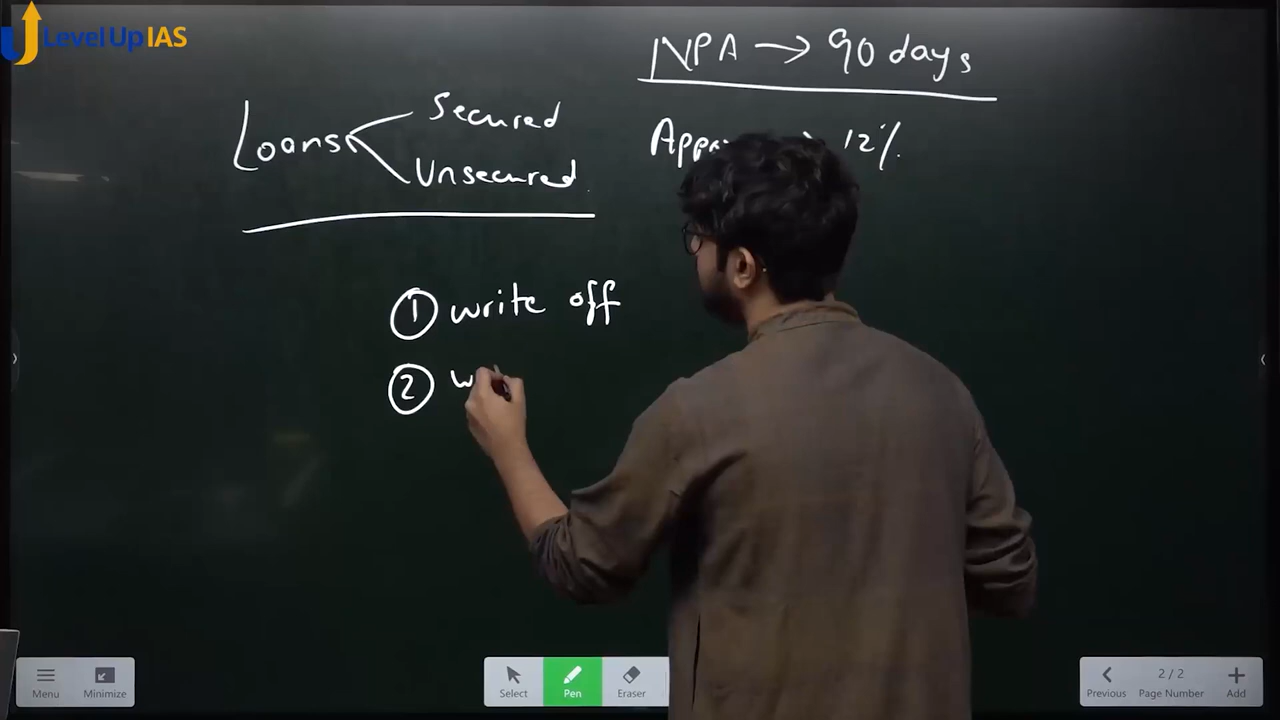 Level Up IAS
NPA → 90 days
Loans
Secured
Unsecured
12%.
① write off
②
Menu
Minimize
Select
Pen
Eraser
Previous
2 / 2
Page Number
Add